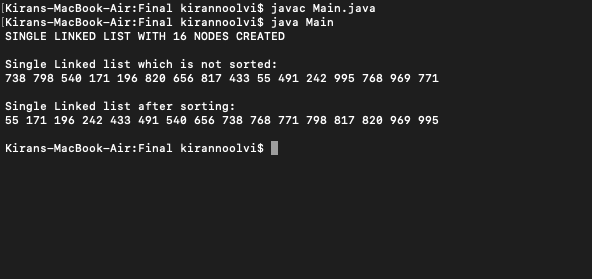 [Kirans-MacBook-Air:Final kirannoolvi$ javac Main.java
[Kirans-MacBook-Air:Final kirannoolvi$ java Main
SINGLE LINKED LIST WITH 16 NODES CREATED
Single Linked list which is not sorted:
738 798 540 171 196 820 656 817 433 55 491 242 995 768 969 771
Single Linked list after sorting:
55 171 196 242 433 491 540 656 738 768 771 798 817 820 969 995
Kirans-MacBook-Air:Final kirannoolvi$